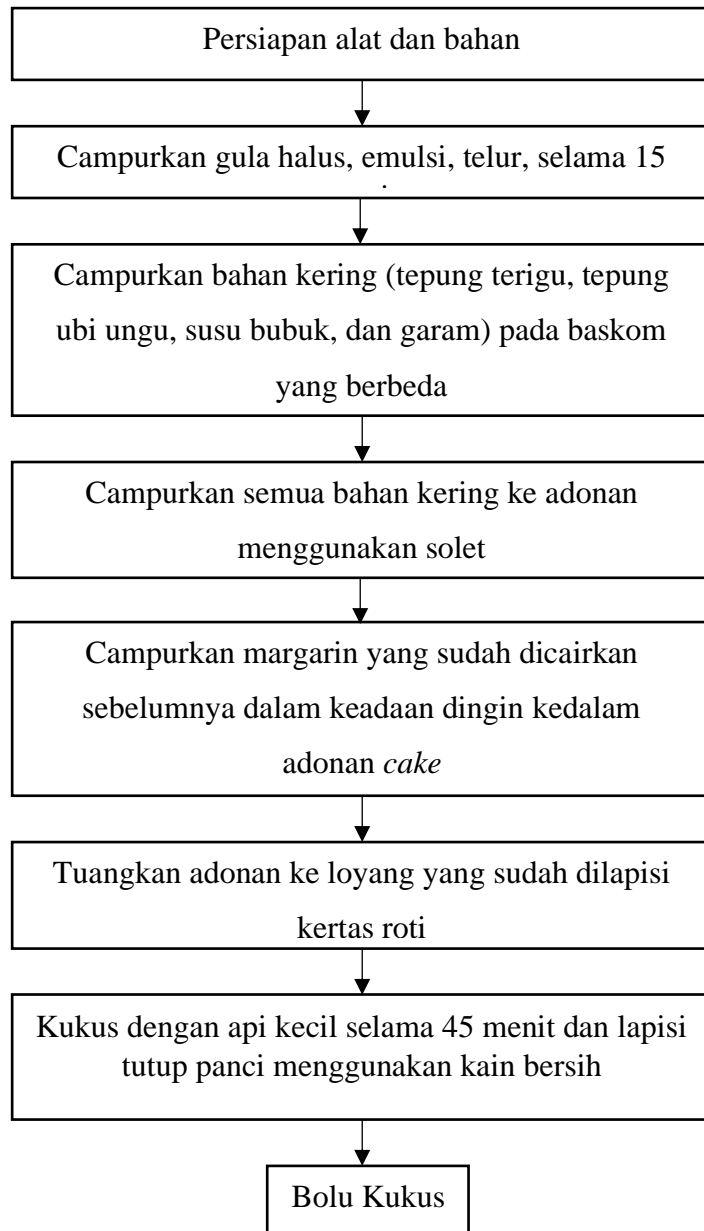 Persiapan alat dan bahan
Campurkan gula halus, emulsi, telur, selama 15
Campurkan bahan kering (tepung terigu, tepung
ubi ungu, susu bubuk, dan garam) pada baskom
yang berbeda
Campurkan semua bahan kering ke adonan
menggunakan solet
Campurkan margarin yang sudah dicairkan
sebelumnya dalam keadaan dingin kedalam
adonan cake
Tuangkan adonan ke loyang yang sudah dilapisi
kertas roti
Kukus dengan api kecil selama 45 menit dan lapisi
tutup panci menggunakan kain bersih
Bolu Kukus